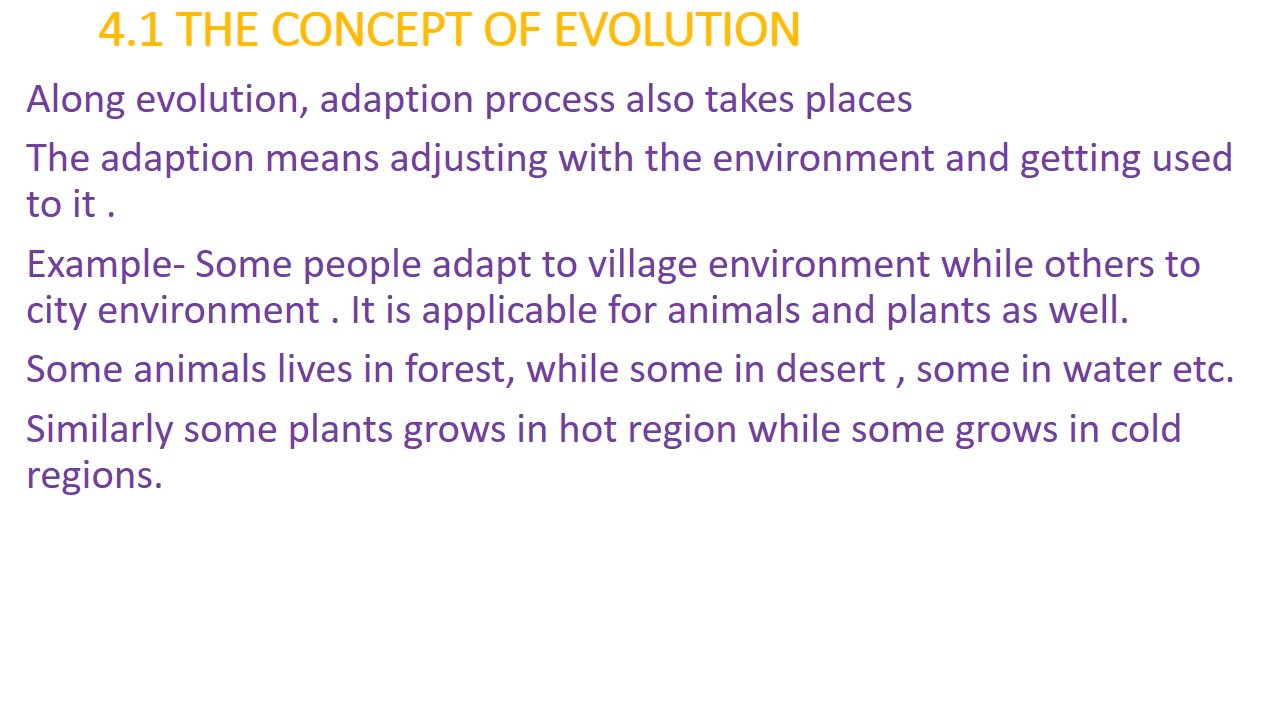 4.1 THE CONCEPT OF EVOLUTION
Along evolution, adaption process also takes places
The adaption means adjusting with the environment and getting used
to it .
Example- Some people adapt to village environment while others to
city environment . It is applicable for animals and plants as well.
Some animals lives in forest, while some in desert , some in water etc.
Similarly some plants grows in hot region while some grows in cold
regions.